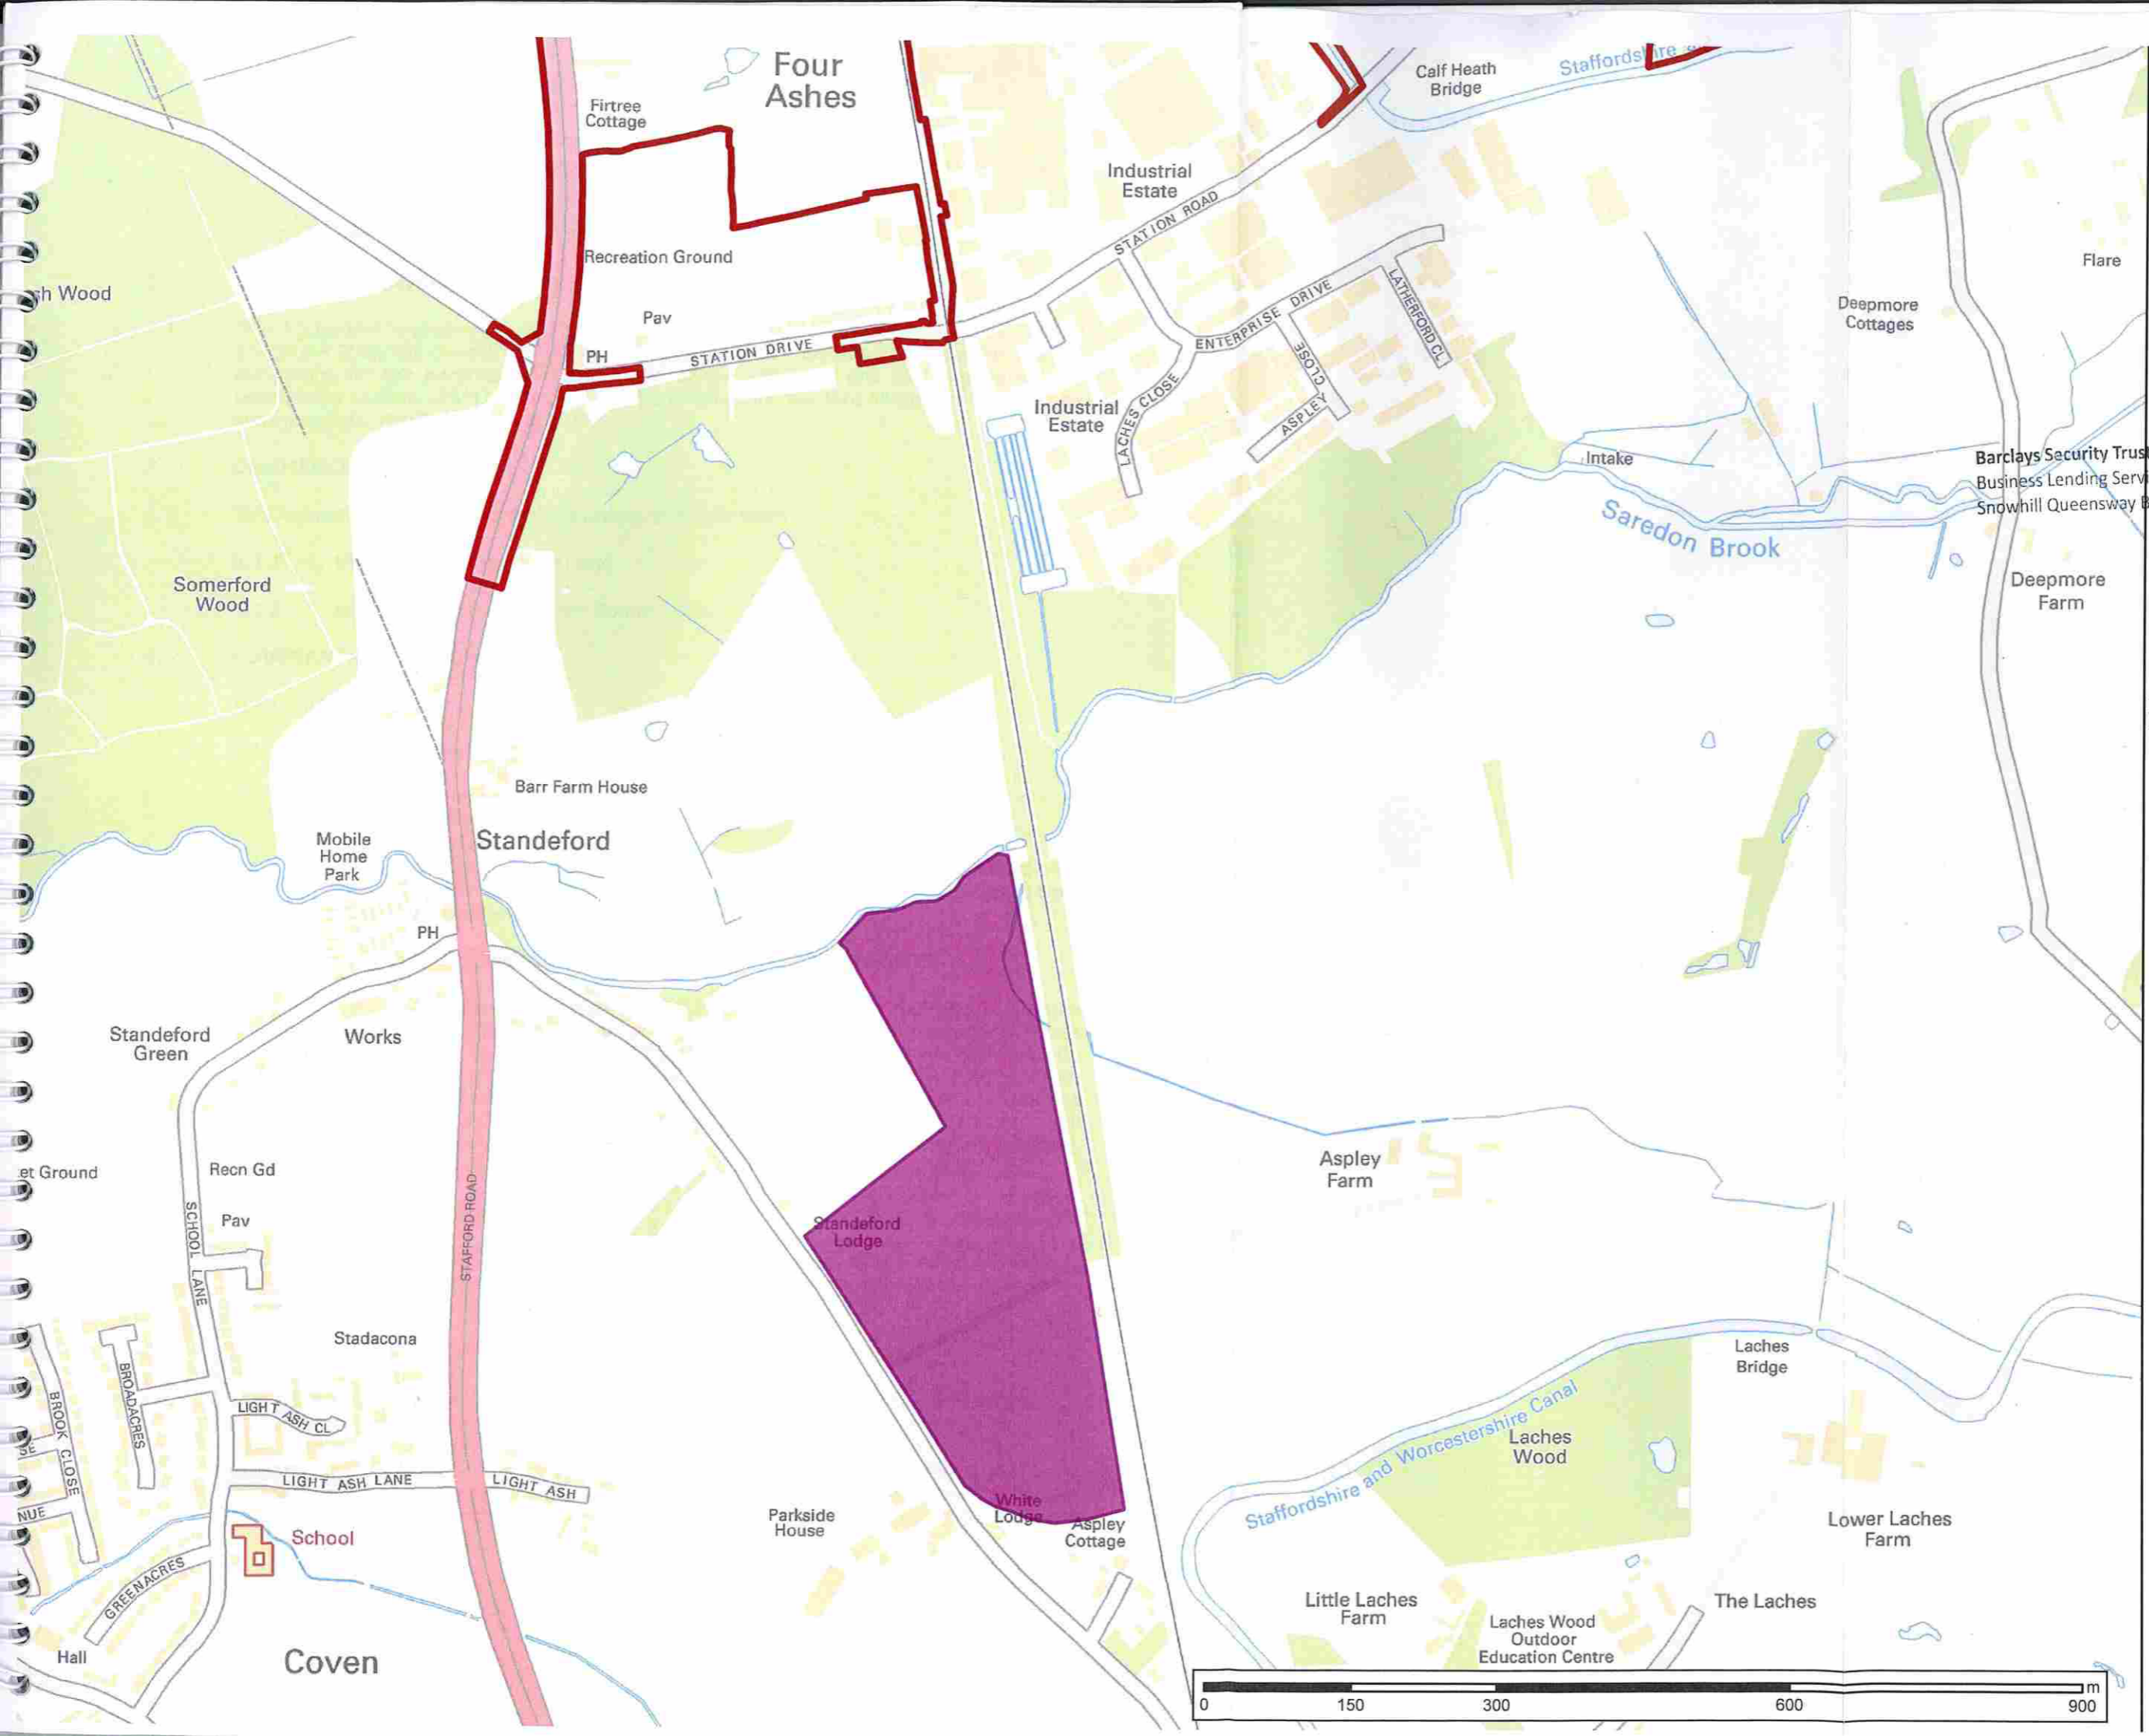 Four
Ashes
Firtree
Cottage
Calf Heath
Bridge
Staffordshire
Industrial
Estate
STATION ROAD
Recreation Ground
Flare
sh Wood
Deepmore
Cottages
Pav
PH
STATION DRIVE
ENTERPRISE DRIVE
LATHERFORD CL
ASPLEY
CLOSE
LACHES CLOSE
Industrial
Estate
Intake
Barclays Security Trus
Business Lending Serv
Snowhill Queensway
Saredon Brook
Somerford
Wood
Deepmore
Farm
Barr Farm House
Standeford
Mobile
Home
Park
PH
Standeford
Green
Works
Aspley
Farm
et Ground
Recn Gd
Pav
SCHOOL LANE
STAFFORD ROAD
Standeford
Lodge
Stadacona
Laches
Bridge
BROADACRES
BROOK CLOSE
LIGHT ASH CL
LIGHT ASH LANE
LIGHT ASH
NUE
Staffordshire and Worcestershire Canal
Laches
Wood
White
Lodge
Aspley
Cottage
Parkside
House
Lower Laches
Farm
School
GREENACRES
Little Laches
Farm
Laches Wood
Outdoor
Education Centre
The Laches
Hall
Coven
0 150 300 600 900
m